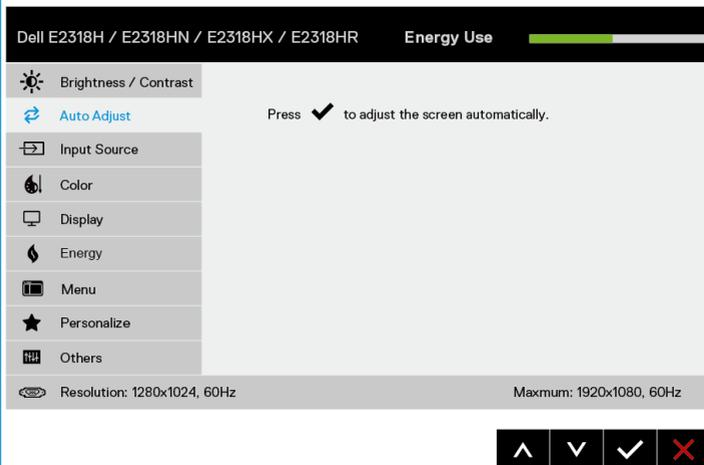 Dell E2318H / E2318HN / E2318HX / E2318HR Energy Use
Brightness / Contrast
Auto Adjust
Press ✔ to adjust the screen automatically.
Input Source
Color
Display
Energy
Menu
Personalize
Others
Resolution: 1280x1024, 60Hz Maxmum: 1920x1080, 60Hz